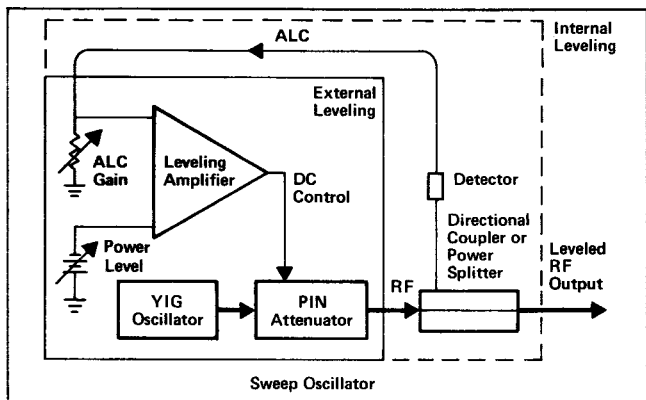 ALC
Internal
Leveling
External
Leveling
ALC
Gain
Leveling
Amplifier
DC
Control
Detector
Directional
Coupler or
Power
Splitter
Leveled
RF
Output
Power
Level
YIG
Oscillator
PIN
Attenuator
RF
Sweep Oscillator